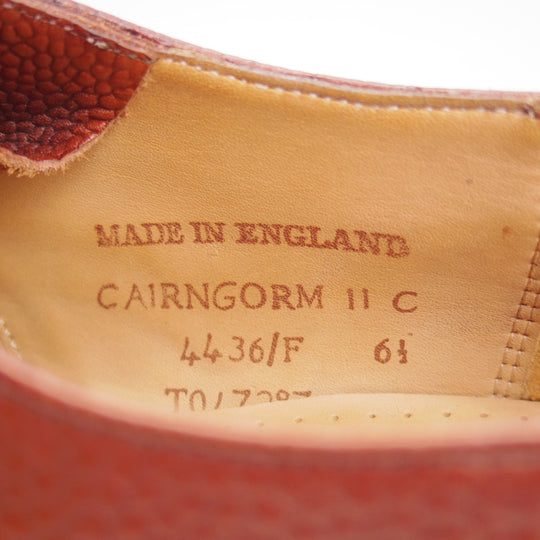 MADE IN ENGLAND
CAIRNGORM II C
4436/F 6½